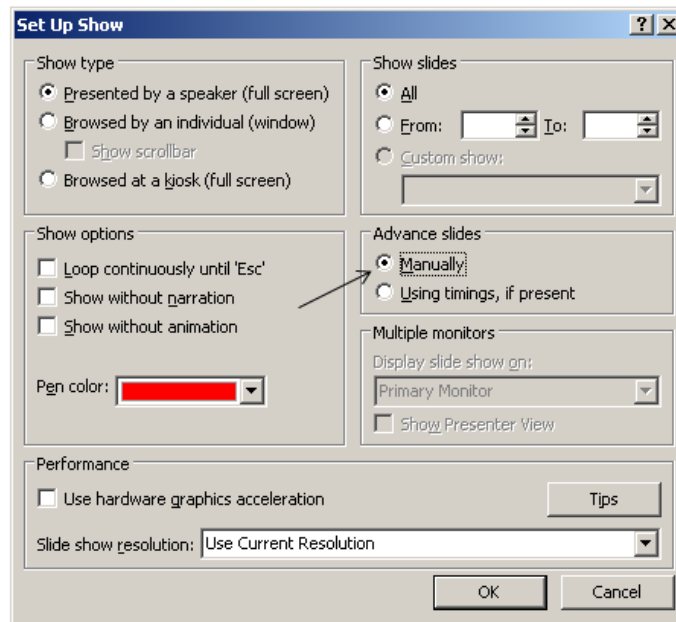 Set Up Show
Show type
Presented by a speaker (full screen)
Browsed by an individual (window)
Show scrollbar
Browsed at a kiosk (full screen)
Show slides
All
From: To:
Custom show:
Show options
Loop continuously until 'Esc'
Show without narration
Show without animation
Pen color:
Advance slides
Manually
Using timings, if present
Multiple monitors
Display slide show on:
Primary Monitor
Show Presenter View
Performance
Use hardware graphics acceleration
Tips
Slide show resolution: Use Current Resolution
OK Cancel